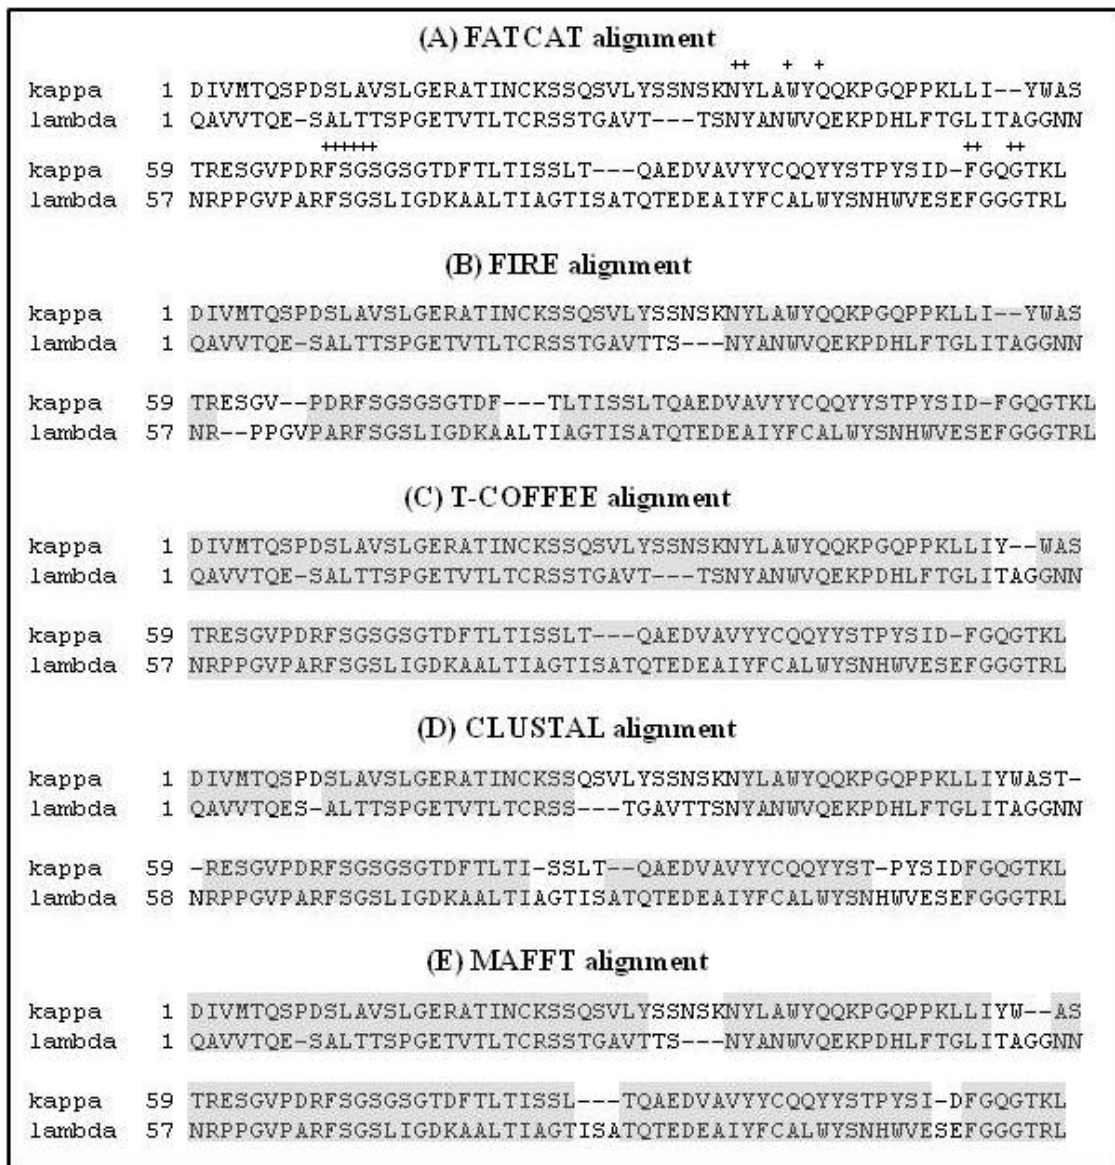 (A) FATCAT alignment
++ + +
kappa 1 DIVMTQSPDSLAVSLGERATINCKSSQSVLYSSNSKNYLAWYQQKPGQPPKLLI--YWAS
lambda 1 QAVVTQE-SALTTSPGETVTLTCRSSTGAVT---TSNYANWVQEKPDHLFTGLITAGGNN
++++++ ++ ++
kappa 59 TRESGVPDRFSGSGSGTDFTLTISSLT---QAEDVAVYYCQQYYSTPYSID-FGQGTKL
lambda 57 NRPPGVPARFSGSLIGDKAALTIAGTISATQTEDEAIYFCALWYSNHWVESEFGGGTRL
(B) FIRE alignment
kappa 1 DIVMTQSPDSLAVSLGERATINCKSSQSVLYSSNSKNYLAWYQQKPGQPPKLLI--YWAS
lambda 1 QAVVTQE-SALTTSPGETVTLTCRSSTGAVTTS---NYANWVQEKPDHLFTGLITAGGNN
kappa 59 TRESGV--PDRFSGSGSGTDF---TLTISSLTQAEDVAVYYCQQYYSTPYSID-FGQGTKL
lambda 57 NR--PPGVPARFSGSLIGDKAALTIAGTISATQTEDEAIYFCALWYSNHWVESEFGGGTRL
(C) T-COFFEE alignment
kappa 1 DIVMTQSPDSLAVSLGERATINCKSSQSVLYSSNSKNYLAWYQQKPGQPPKLLIY--WAS
lambda 1 QAVVTQE-SALTTSPGETVTLTCRSSTGAVT---TSNYANWVQEKPDHLFTGLITAGGNN
kappa 59 TRESGVPDRFSGSGSGTDFTLTISSLT---QAEDVAVYYCQQYYSTPYSID-FGQGTKL
lambda 57 NRPPGVPARFSGSLIGDKAALTIAGTISATQTEDEAIYFCALWYSNHWVESEFGGGTRL
(D) CLUSTAL alignment
kappa 1 DIVMTQSPDSLAVSLGERATINCKSSQSVLYSSNSKNYLAWYQQKPGQPPKLLIYWAST-
lambda 1 QAVVTQES-ALTTSPGETVTLTCRSS---TGAVTTSNYANWVQEKPDHLFTGLITAGGNN
kappa 59 -RESGVPDRFSGSGSGTDFTLTI-SSLT--QAEDVAVYYCQQYYST-PYSIDFGQGTKL
lambda 58 NRPPGVPARFSGSLIGDKAALTIAGTISATQTEDEAIYFCALWYSNHWVESEFGGGTRL
(E) MAFFT alignment
kappa 1 DIVMTQSPDSLAVSLGERATINCKSSQSVLYSSNSKNYLAWYQQKPGQPPKLLIYW--AS
lambda 1 QAVVTQE-SALTTSPGETVTLTCRSSTGAVTTS---NYANWVQEKPDHLFTGLITAGGNN
kappa 59 TRESGVPDRFSGSGSGTDFTLTISSL---TQAEDVAVYYCQQYYSTPYSI-DFGQGTKL
lambda 57 NRPPGVPARFSGSLIGDKAALTIAGTISATQTEDEAIYFCALWYSNHWVESEFGGGTRL